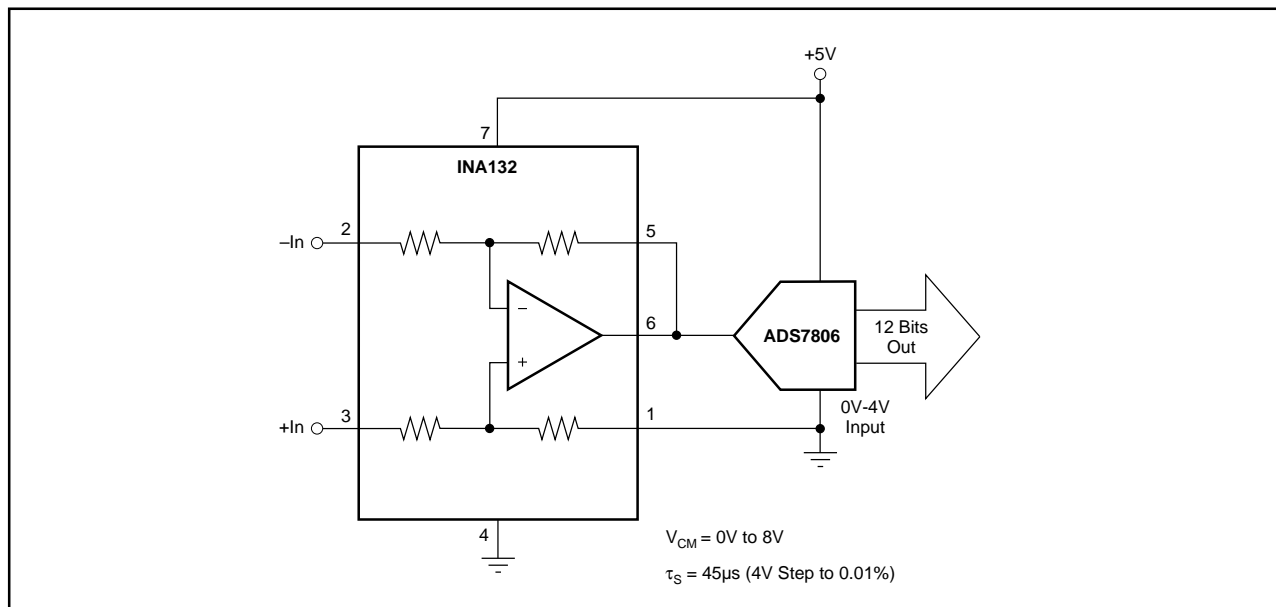 +5V
7
INA132
2
–In
5
−
6
ADS7806
12 Bits
Out
+
3
+In
1
0V-4V
Input
4
V_CM = 0V to 8V
τ_S = 45µs (4V Step to 0.01%)